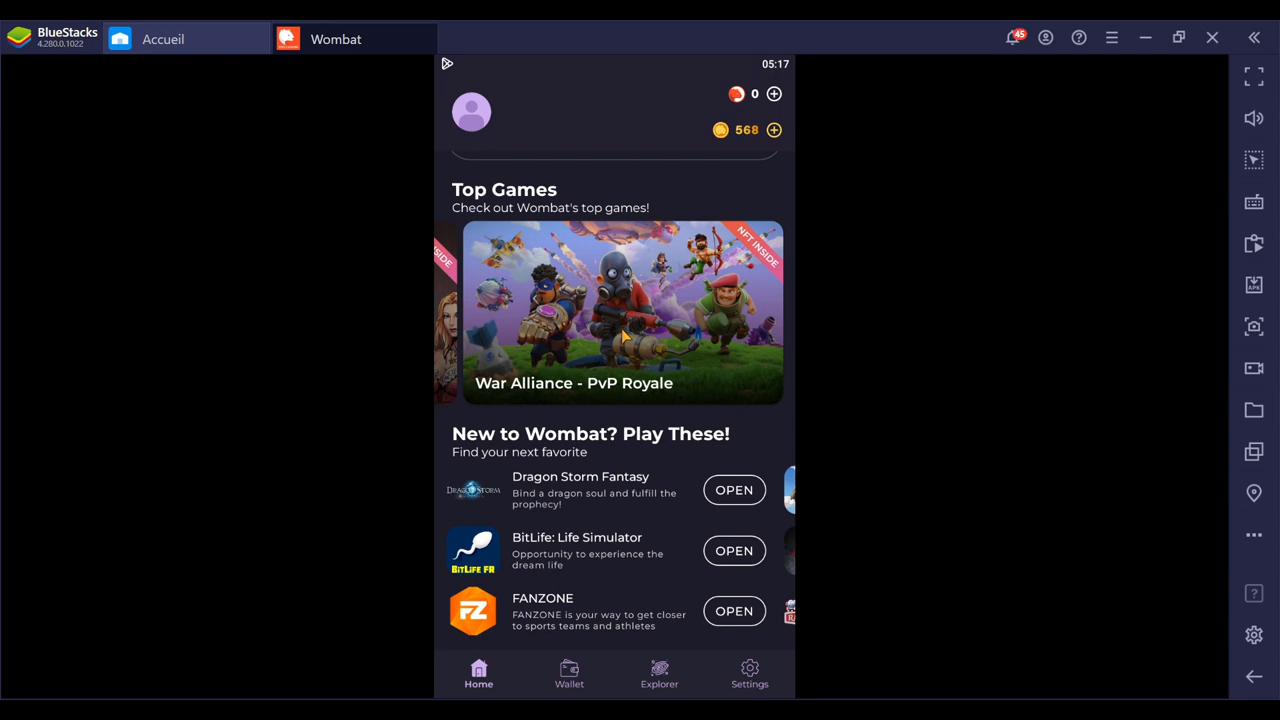 BlueStacks
4.280.0.1022
Accueil
Wombat
45
05:17
0
568
Top Games
Check out Wombat's top games!
SIDE
NFT INSIDE
War Alliance - PvP Royale
New to Wombat? Play These!
Find your next favorite
DRAGON STORM
Dragon Storm Fantasy
Bind a dragon soul and fulfill the
prophecy!
OPEN
BITLIFE FR
BitLife: Life Simulator
Opportunity to experience the
dream life
OPEN
FZ
FANZONE
FANZONE is your way to get closer
to sports teams and athletes
OPEN
Home
Wallet
Explorer
Settings
APK